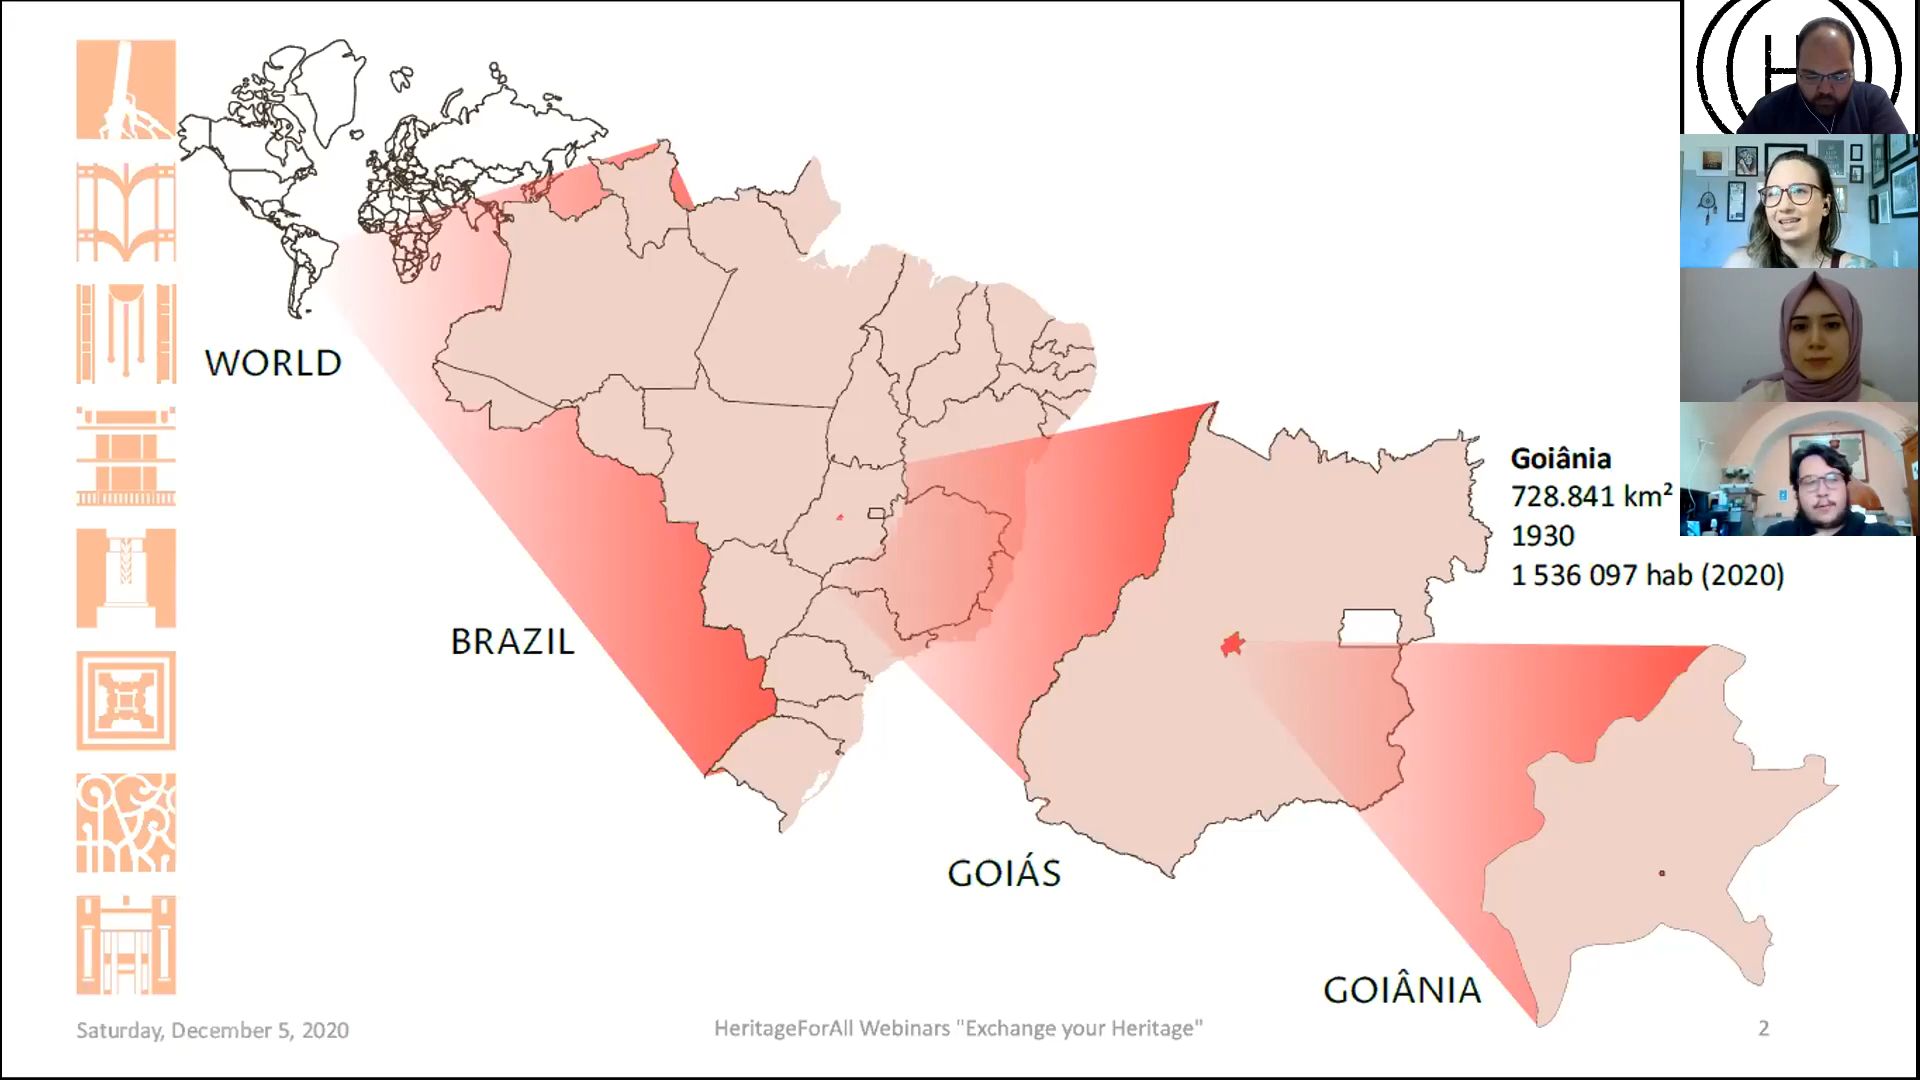 WORLD
BRAZIL
GOIÁS
GOIÂNIA
Goiânia
728.841 km²
1930
1 536 097 hab (2020)
Saturday, December 5, 2020
HeritageForAll Webinars "Exchange your Heritage"
2